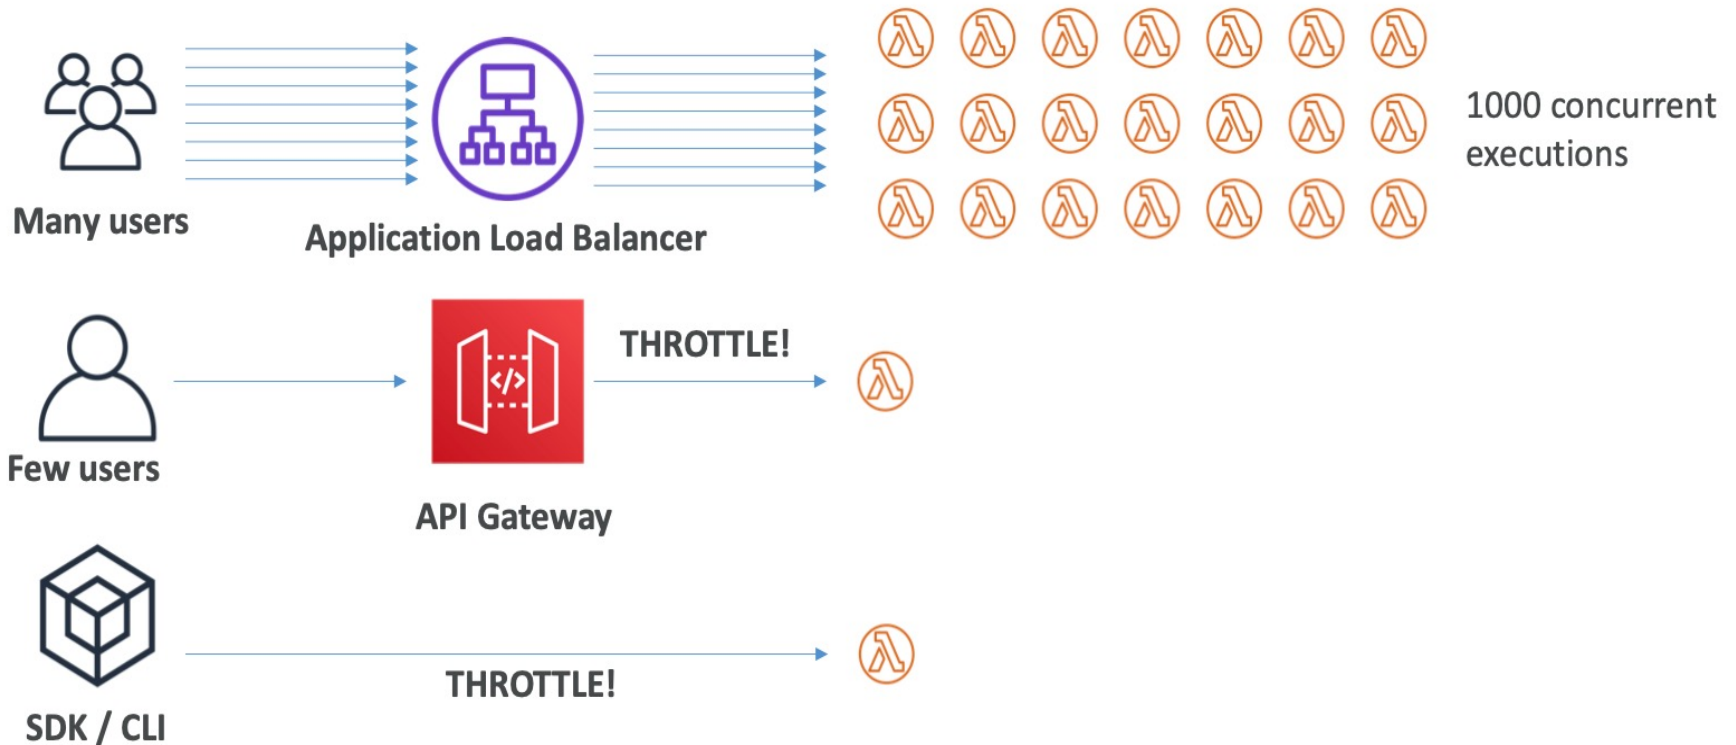 1000 concurrent
executions
Many users
Application Load Balancer
THROTTLE!
</>
Few users
API Gateway
THROTTLE!
SDK / CLI